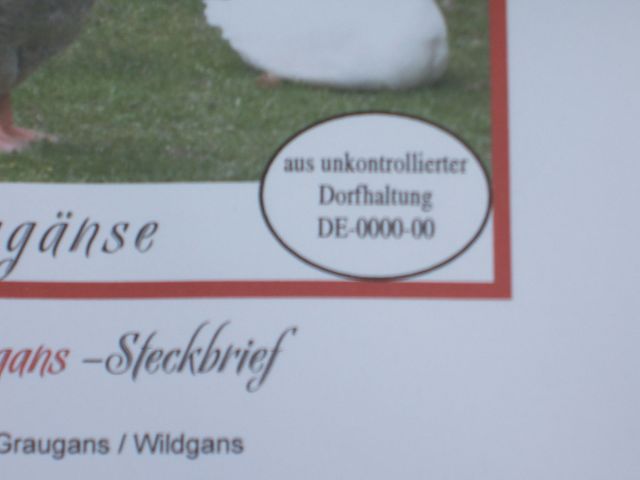 aus unkontrollierter
Dorfhaltung
DE-0000-00
gänse
gans –Steckbrief
Graugans / Wildgans